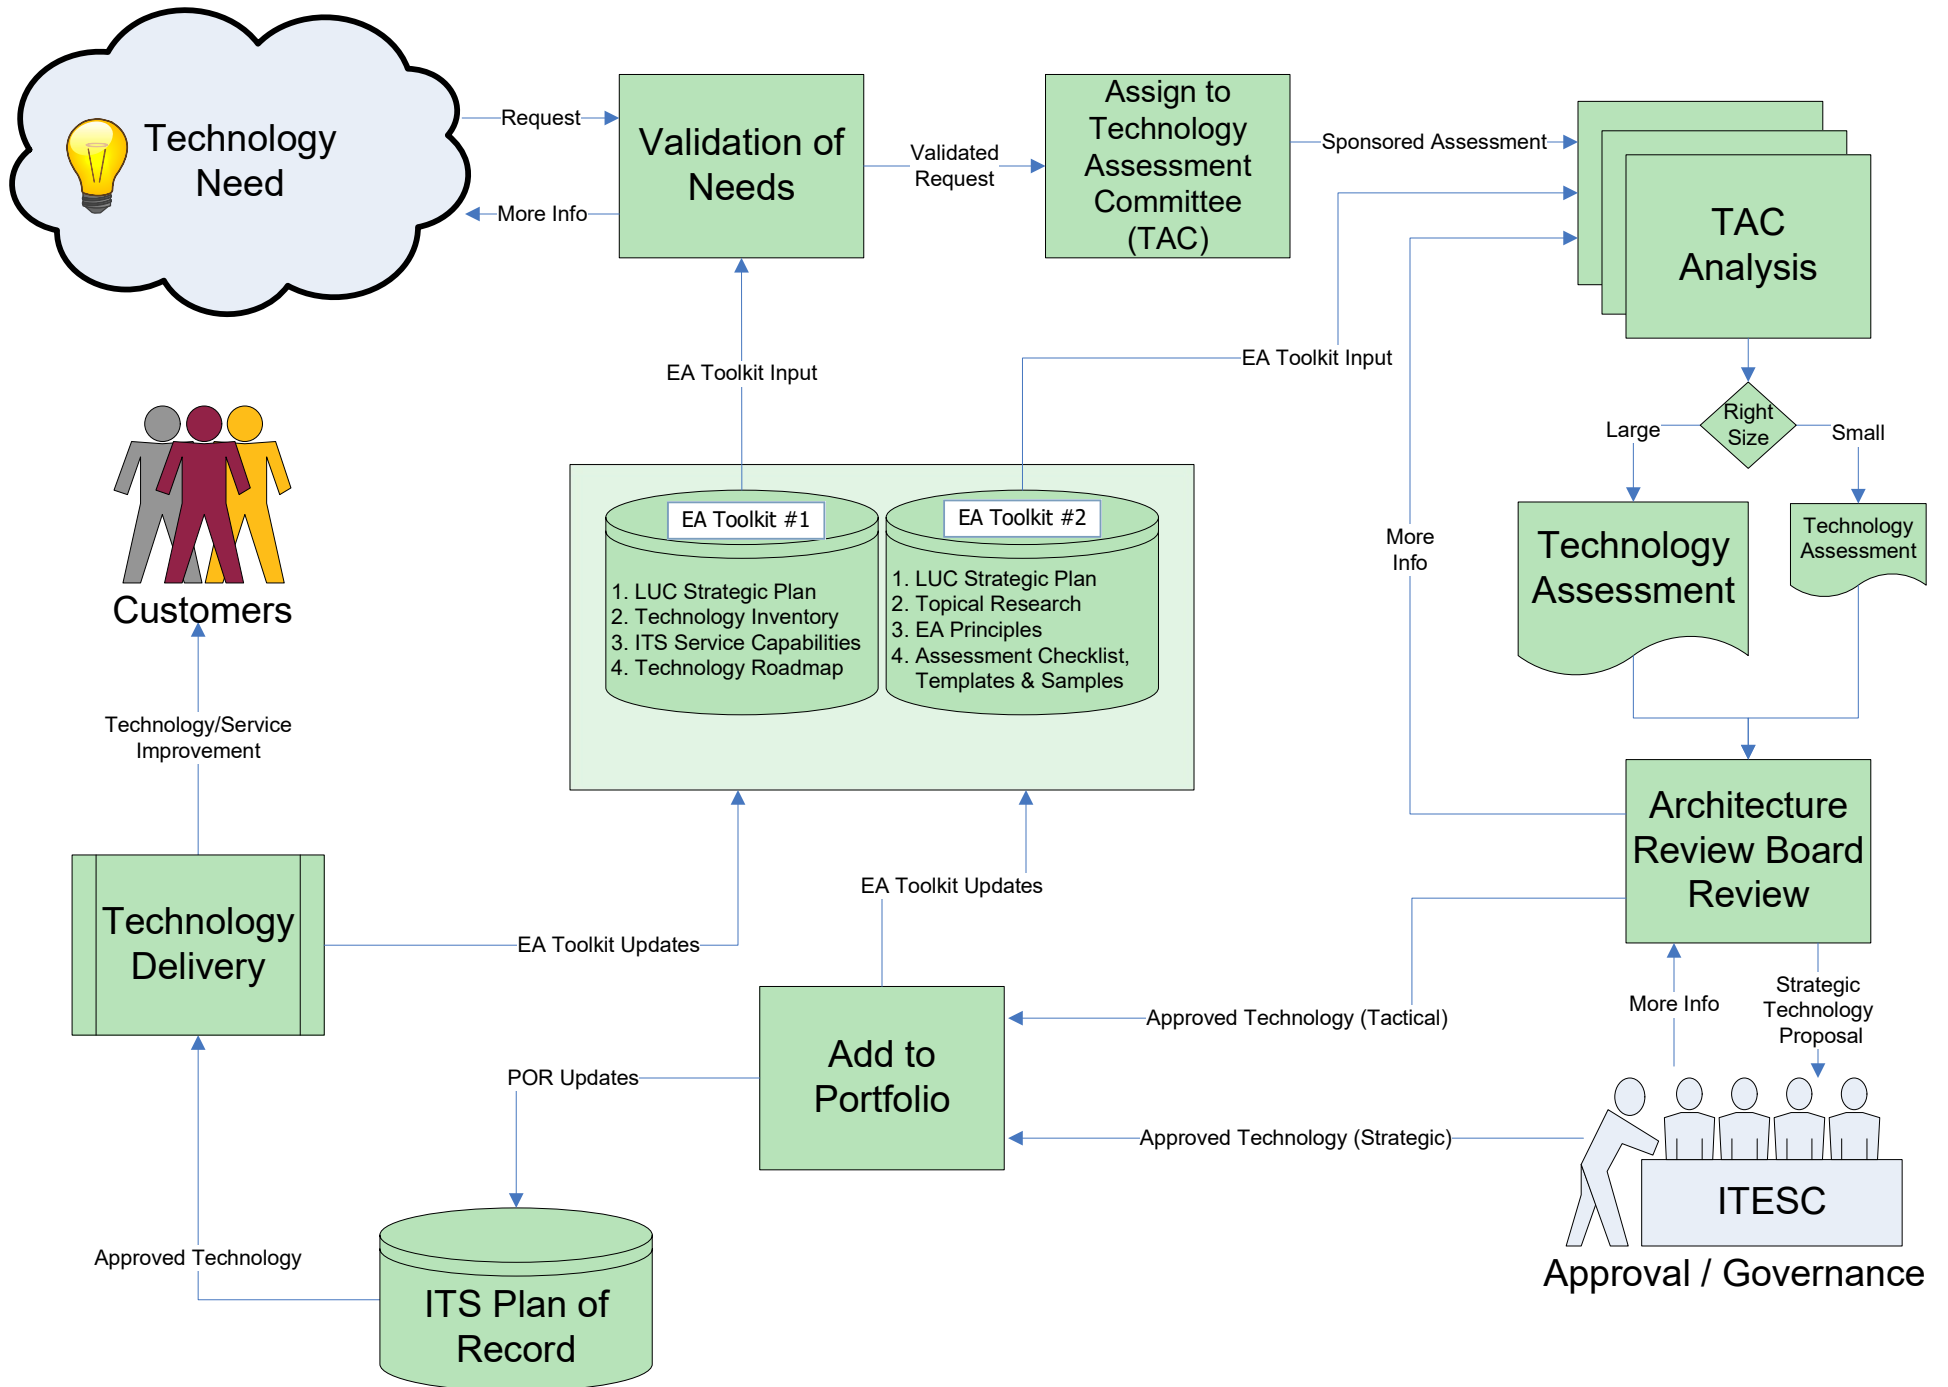 Technology
Need
Request
More Info
Validation of
Needs
Validated
Request
Assign to
Technology
Assessment
Committee
(TAC)
Sponsored Assessment
TAC
Analysis
EA Toolkit Input
EA Toolkit Input
Right
Size
Large
Small
Technology
Assessment
Technology
Assessment
More
Info
Customers
EA Toolkit #1
1. LUC Strategic Plan
2. Technology Inventory
3. ITS Service Capabilities
4. Technology Roadmap
EA Toolkit #2
1. LUC Strategic Plan
2. Topical Research
3. EA Principles
4. Assessment Checklist,
Templates & Samples
Technology/Service
Improvement
Architecture
Review Board
Review
Technology
Delivery
EA Toolkit Updates
EA Toolkit Updates
More Info
Strategic
Technology
Proposal
Approved Technology (Tactical)
Add to
Portfolio
POR Updates
Approved Technology (Strategic)
ITESC
Approval / Governance
Approved Technology
ITS Plan of
Record